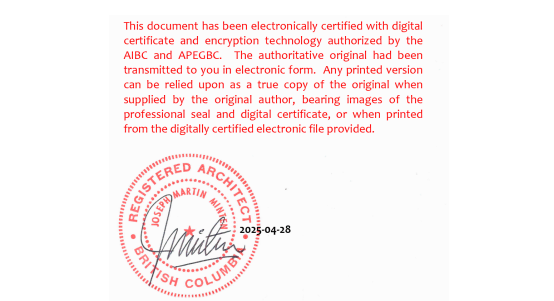 This document has been electronically certified with digital
certificate and encryption technology authorized by the
AIBC and APEGBC. The authoritative original had been
transmitted to you in electronic form. Any printed version
can be relied upon as a true copy of the original when
supplied by the original author, bearing images of the
professional seal and digital certificate, or when printed
from the digitally certified electronic file provided.
REGISTERED ARCHITECT
JOSEPH MARTIN
2025-04-28
BRITISH COLUMBIA